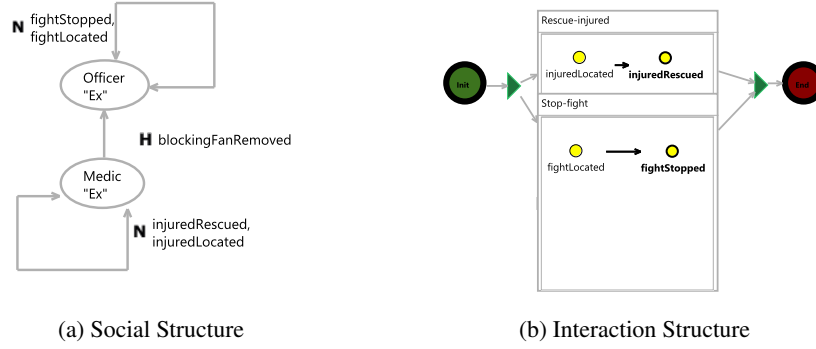 N fightStopped,
fightLocated
Officer
"Ex"
H blockingFanRemoved
Medic
"Ex"
N injuredRescued,
injuredLocated
(a) Social Structure
Rescue-injured
injuredLocated
injuredRescued
Init
End
Stop-fight
fightLocated
fightStopped
(b) Interaction Structure